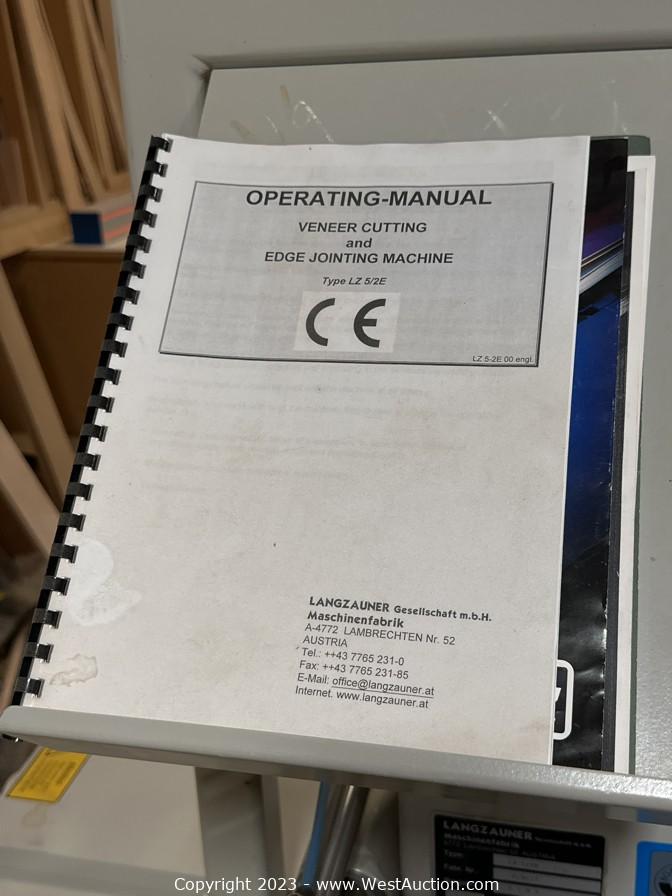 OPERATING-MANUAL
VENEER CUTTING
and
EDGE JOINTING MACHINE
Type LZ 5/2E
CE
LZ 5-2E 00 engl.
LANGZAUNER Gesellschaft m.b.H.
Maschinenfabrik
A-4772 LAMBRECHTEN Nr. 52
AUSTRIA
Tel.: ++43 7765 231-0
Fax: ++43 7765 231-85
E-Mail: office@langzauner.at
Internet. www.langzauner.at
LANGZAUNER
Maschinenfabrik
Copyright 2023 - www.WestAuction.com